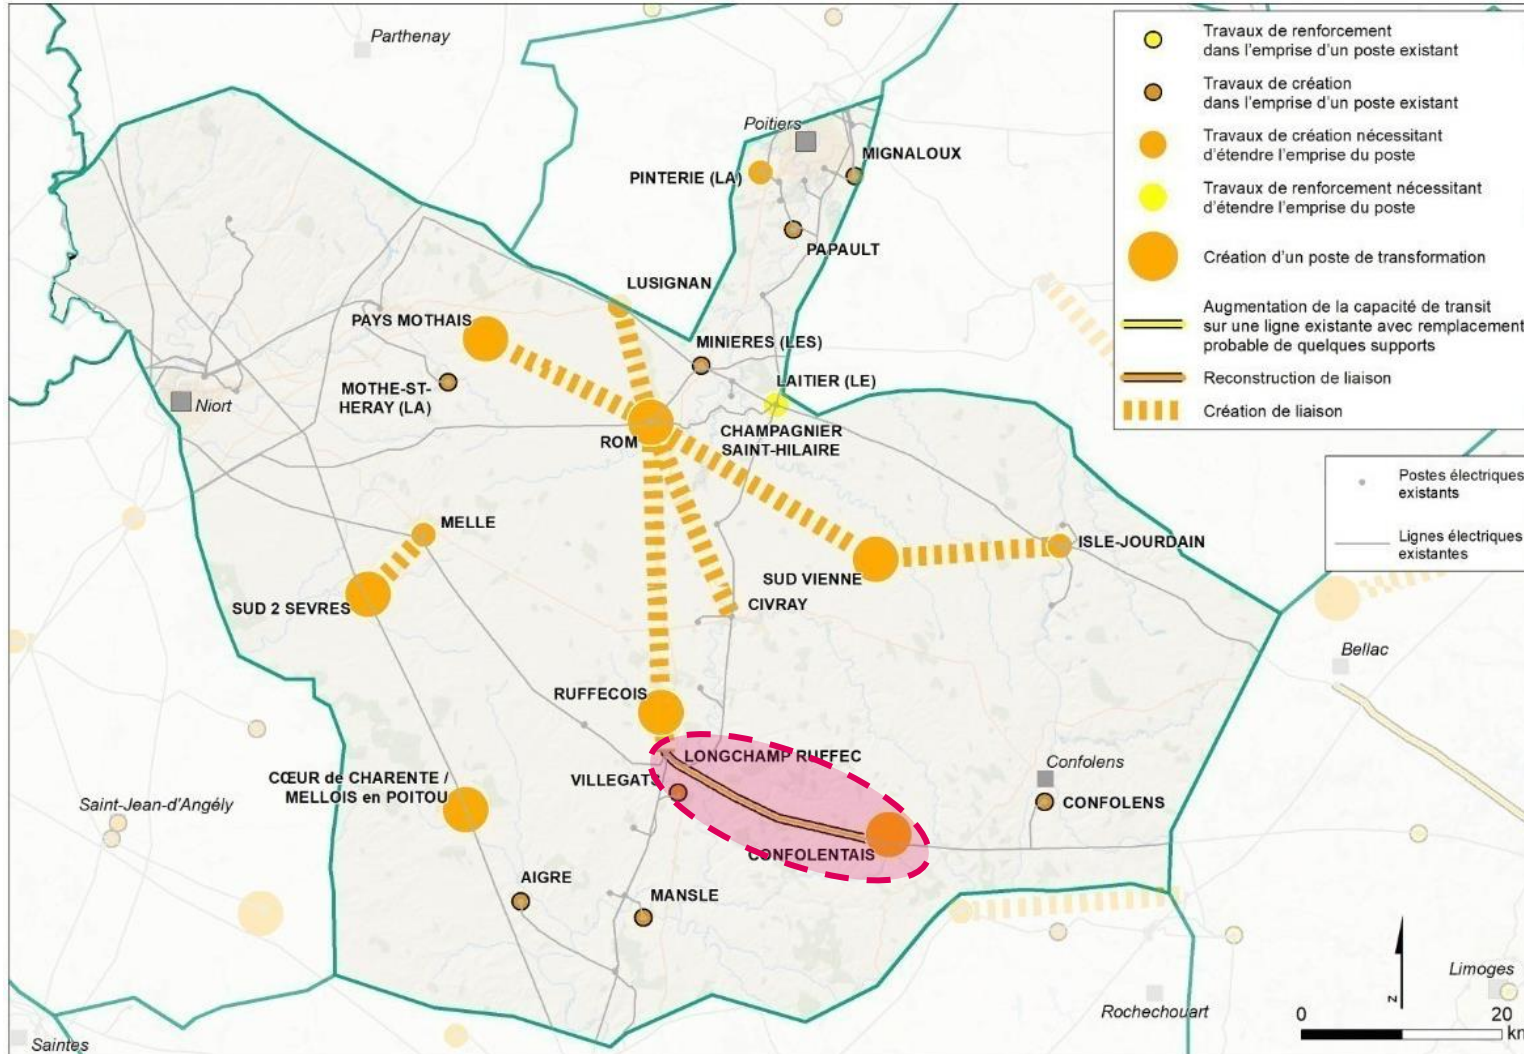 Parthenay
Poitiers
MIGNALOUX
PINTERIE (LA)
PAPAULT
LUSIGNAN
PAYS MOTHAIS
MINIERES (LES)
MOTHE-ST-
HERAY (LA)
LAITIER (LE)
Niort
ROM
CHAMPAGNIER
SAINT-HILAIRE
MELLE
ISLE-JOURDAIN
SUD VIENNE
SUD 2 SEVRES
CIVRAY
Bellac
RUFFECOIS
LONGCHAMP RUFFEC
VILLEGATS
Confolens
CONFOLENS
CŒUR de CHARENTE /
MELLOIS en POITOU
Saint-Jean-d'Angély
CONFOLENTAIS
AIGRE
MANSLE
Limoges
Rochechouart
Saintes
Travaux de renforcement
dans l'emprise d'un poste existant
Travaux de création
dans l'emprise d'un poste existant
Travaux de création nécessitant
d'étendre l'emprise du poste
Travaux de renforcement nécessitant
d'étendre l'emprise du poste
Création d'un poste de transformation
Augmentation de la capacité de transit
sur une ligne existante avec remplacement
probable de quelques supports
Reconstruction de liaison
Création de liaison
Postes électriques
existants
Lignes électriques
existantes
N
0 20
km